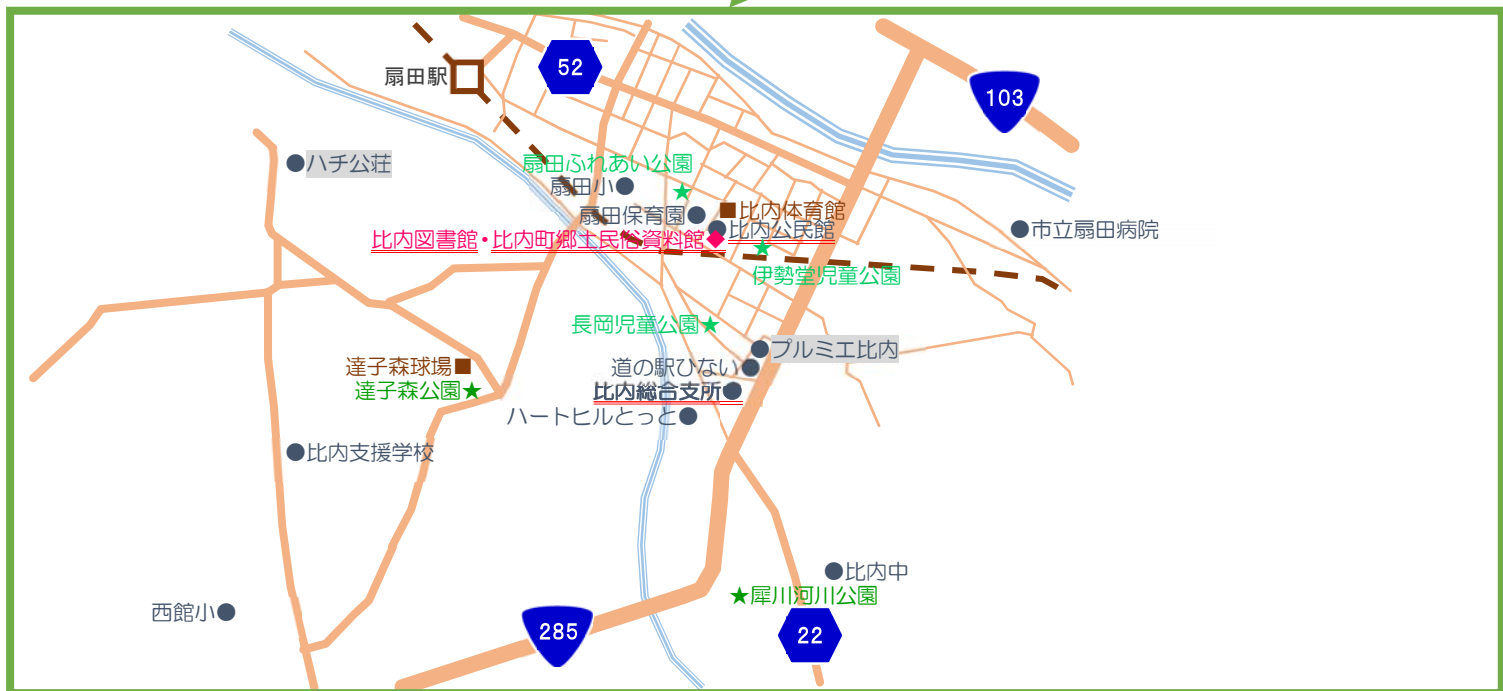 52
扇田駅
103
ハチ公荘
扇田ふれあい公園
扇田小
扇田保育園
比内体育館
比内公民館
市立扇田病院
比内図書館・比内町郷土民俗資料館
伊勢堂児童公園
長岡児童公園
プルミエ比内
達子森球場
道の駅ひない
達子森公園
比内総合支所
ハートヒルとっと
比内支援学校
比内中
犀川河川公園
西館小
285
22